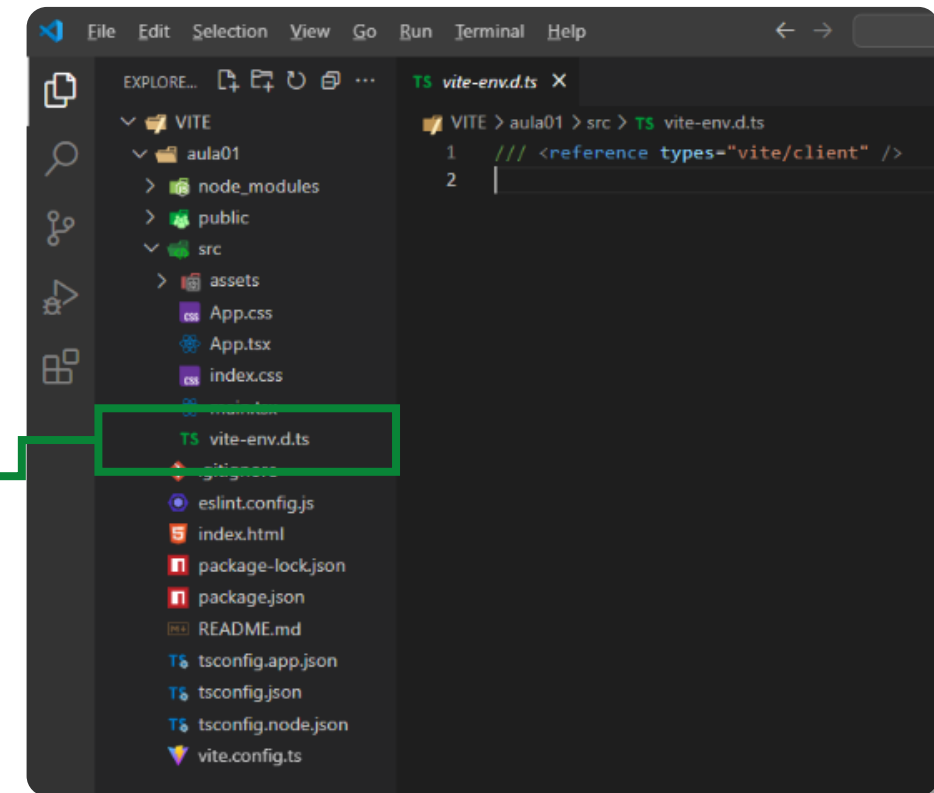 File Edit Selection View Go Run Terminal Help
EXPLORE...
VITE
aula01
node_modules
public
src
assets
App.css
App.tsx
index.css
main.tsx
vite-env.d.ts
.gitignore
eslint.config.js
index.html
package-lock.json
package.json
README.md
tsconfig.app.json
tsconfig.json
tsconfig.node.json
vite.config.ts
TS vite-env.d.ts
VITE > aula01 > src > TS vite-env.d.ts
1 /// <reference types="vite/client" />
2